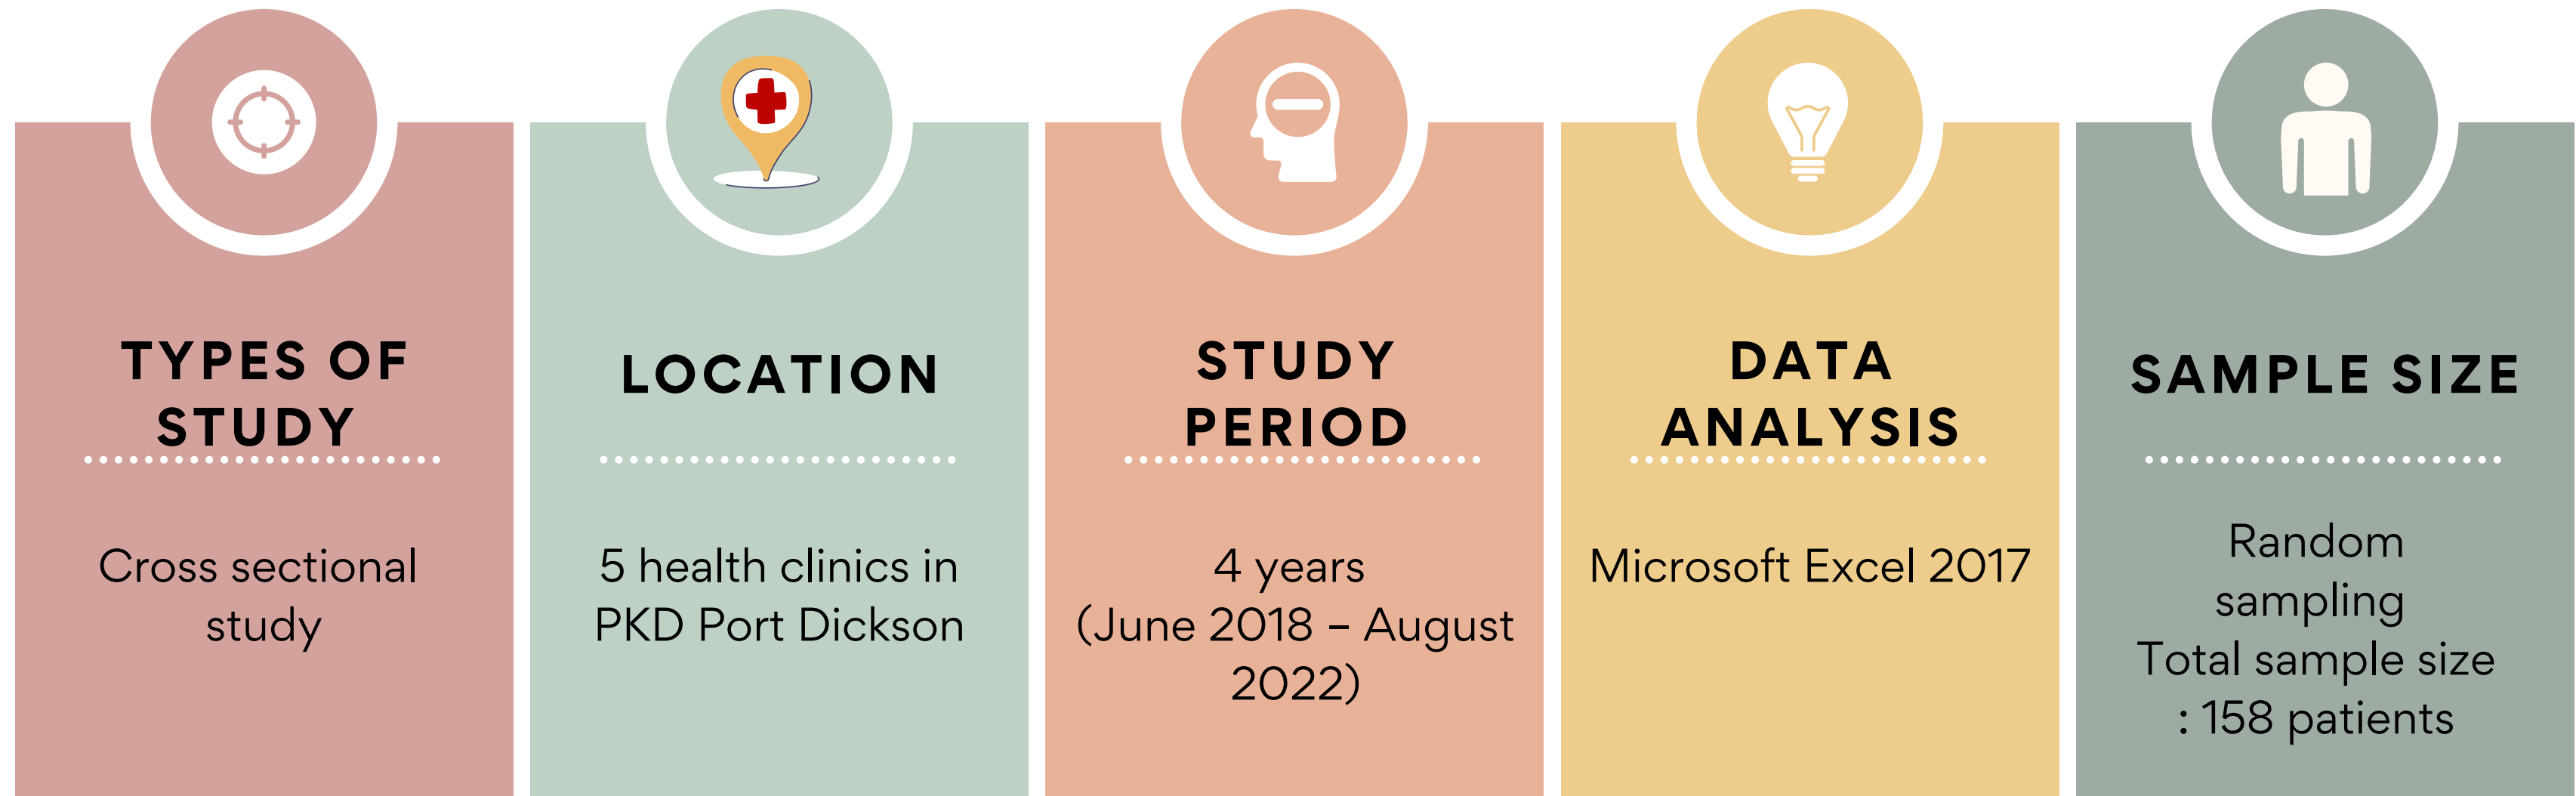 TYPES OF
STUDY
Cross sectional
study
LOCATION
5 health clinics in
PKD Port Dickson
STUDY
PERIOD
4 years
(June 2018 – August
2022)
DATA
ANALYSIS
Microsoft Excel 2017
SAMPLE SIZE
Random
sampling
Total sample size
: 158 patients